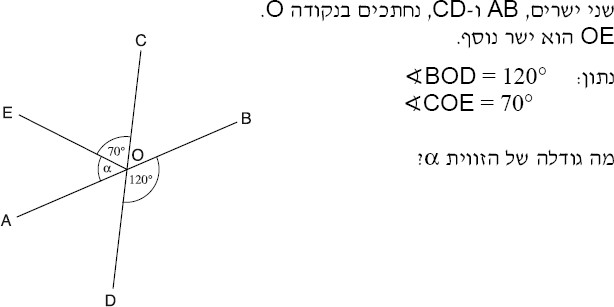 שני ישרים, AB ו-CD, נחתכים בנקודה O.
OE הוא ישר נוסף.
נתון: ∢BOD = 120°
∢COE = 70°
מה גודלה של הזווית α?
C
E
B
70°
O
α
120°
A
D